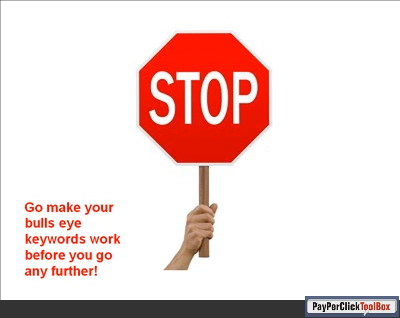 STOP
Go make your
bulls eye
keywords work
before you go
any further!
PayPerClickToolBox